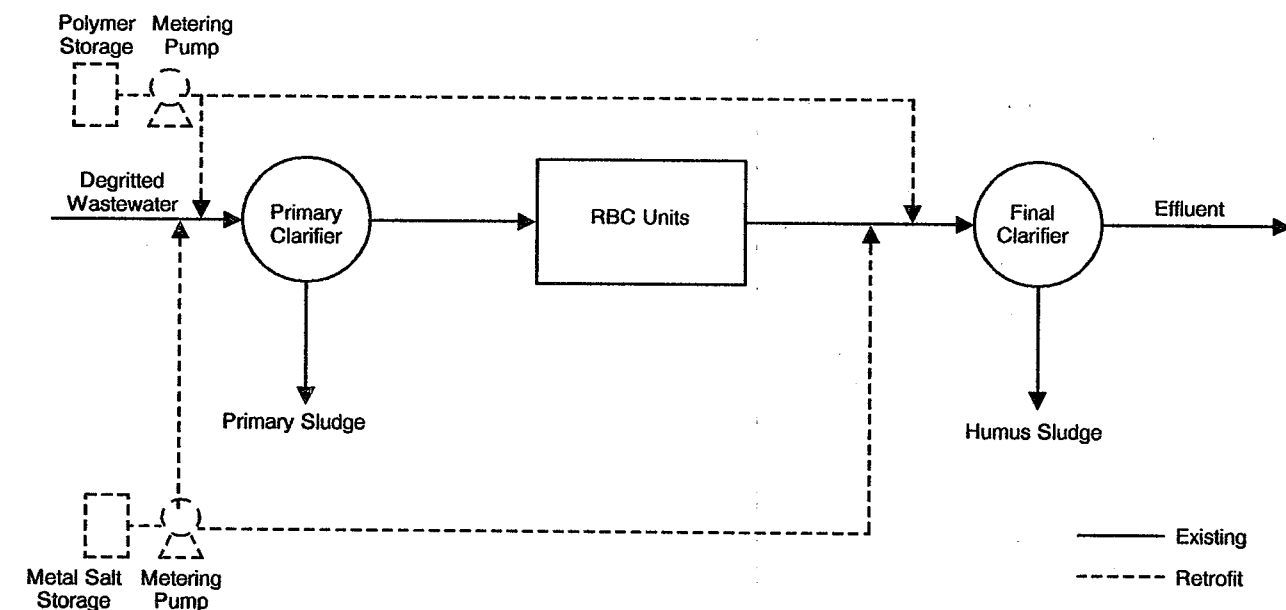 Polymer
Storage
Metering
Pump
Degritted
Wastewater
Primary
Clarifier
RBC Units
Final
Clarifier
Effluent
Primary Sludge
Humus Sludge
Metal Salt
Storage
Metering
Pump
Existing
Retrofit